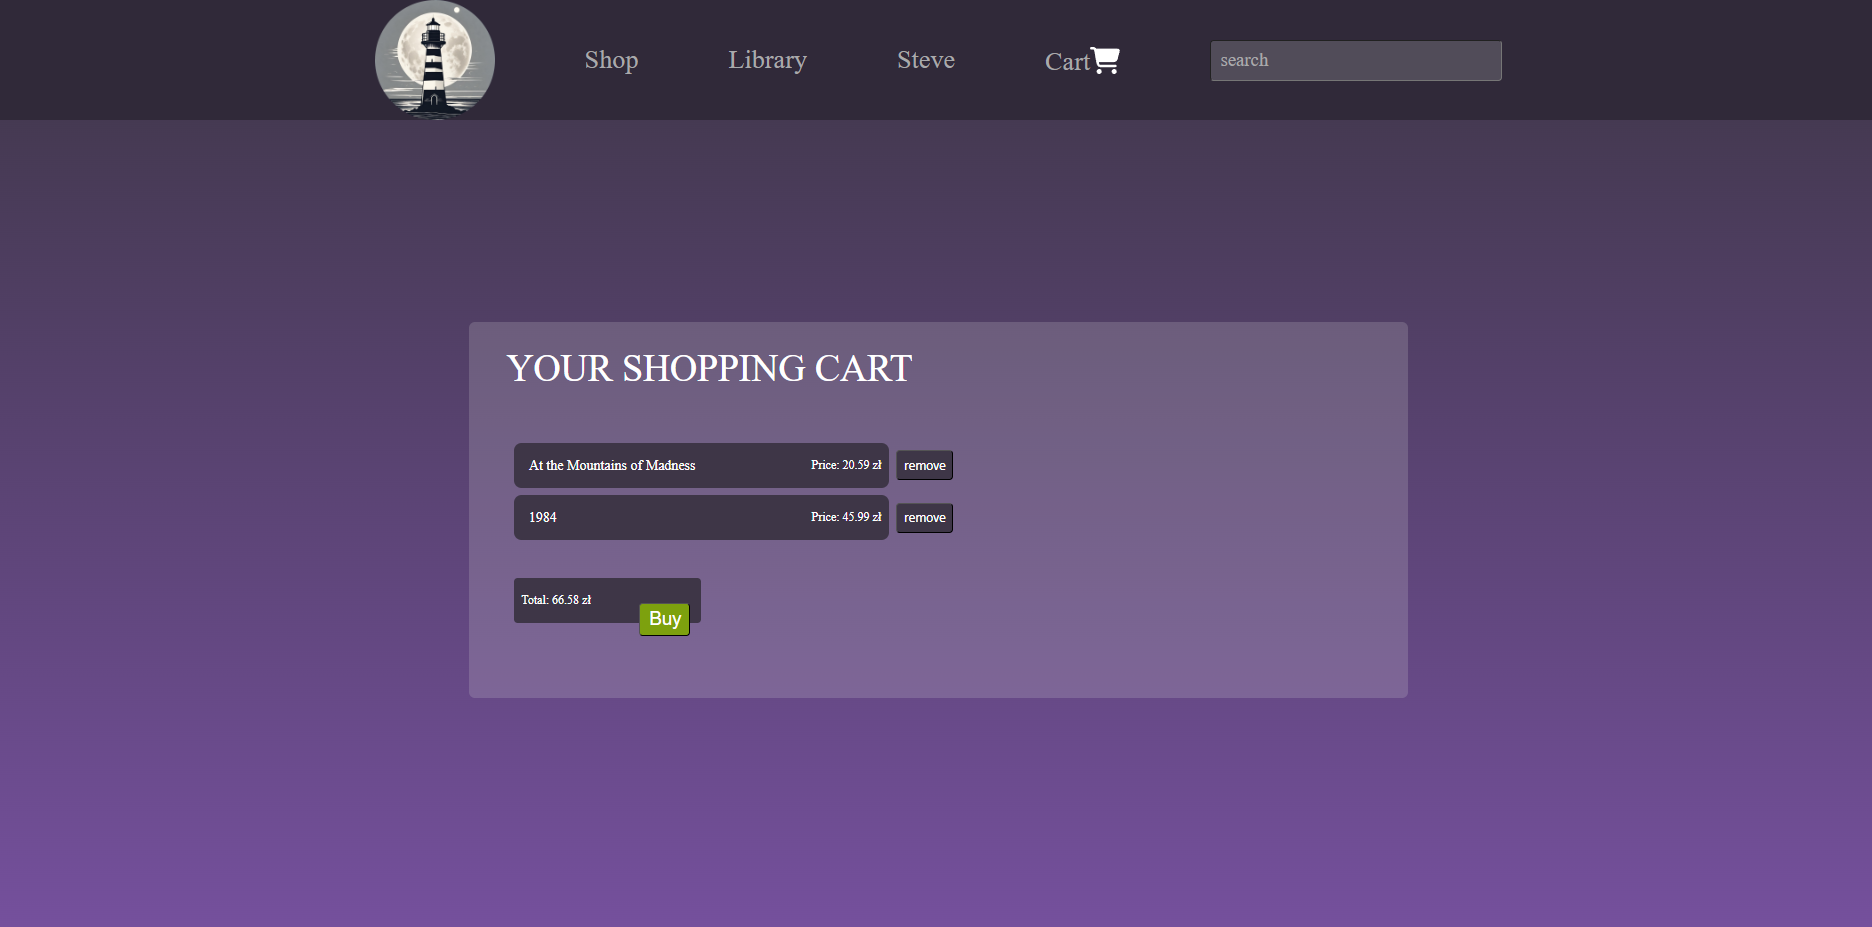 Shop
Library
Steve
Cart
search
YOUR SHOPPING CART
At the Mountains of Madness Price: 20.59 zł remove
1984 Price: 45.99 zł remove
Total: 66.58 zł
Buy